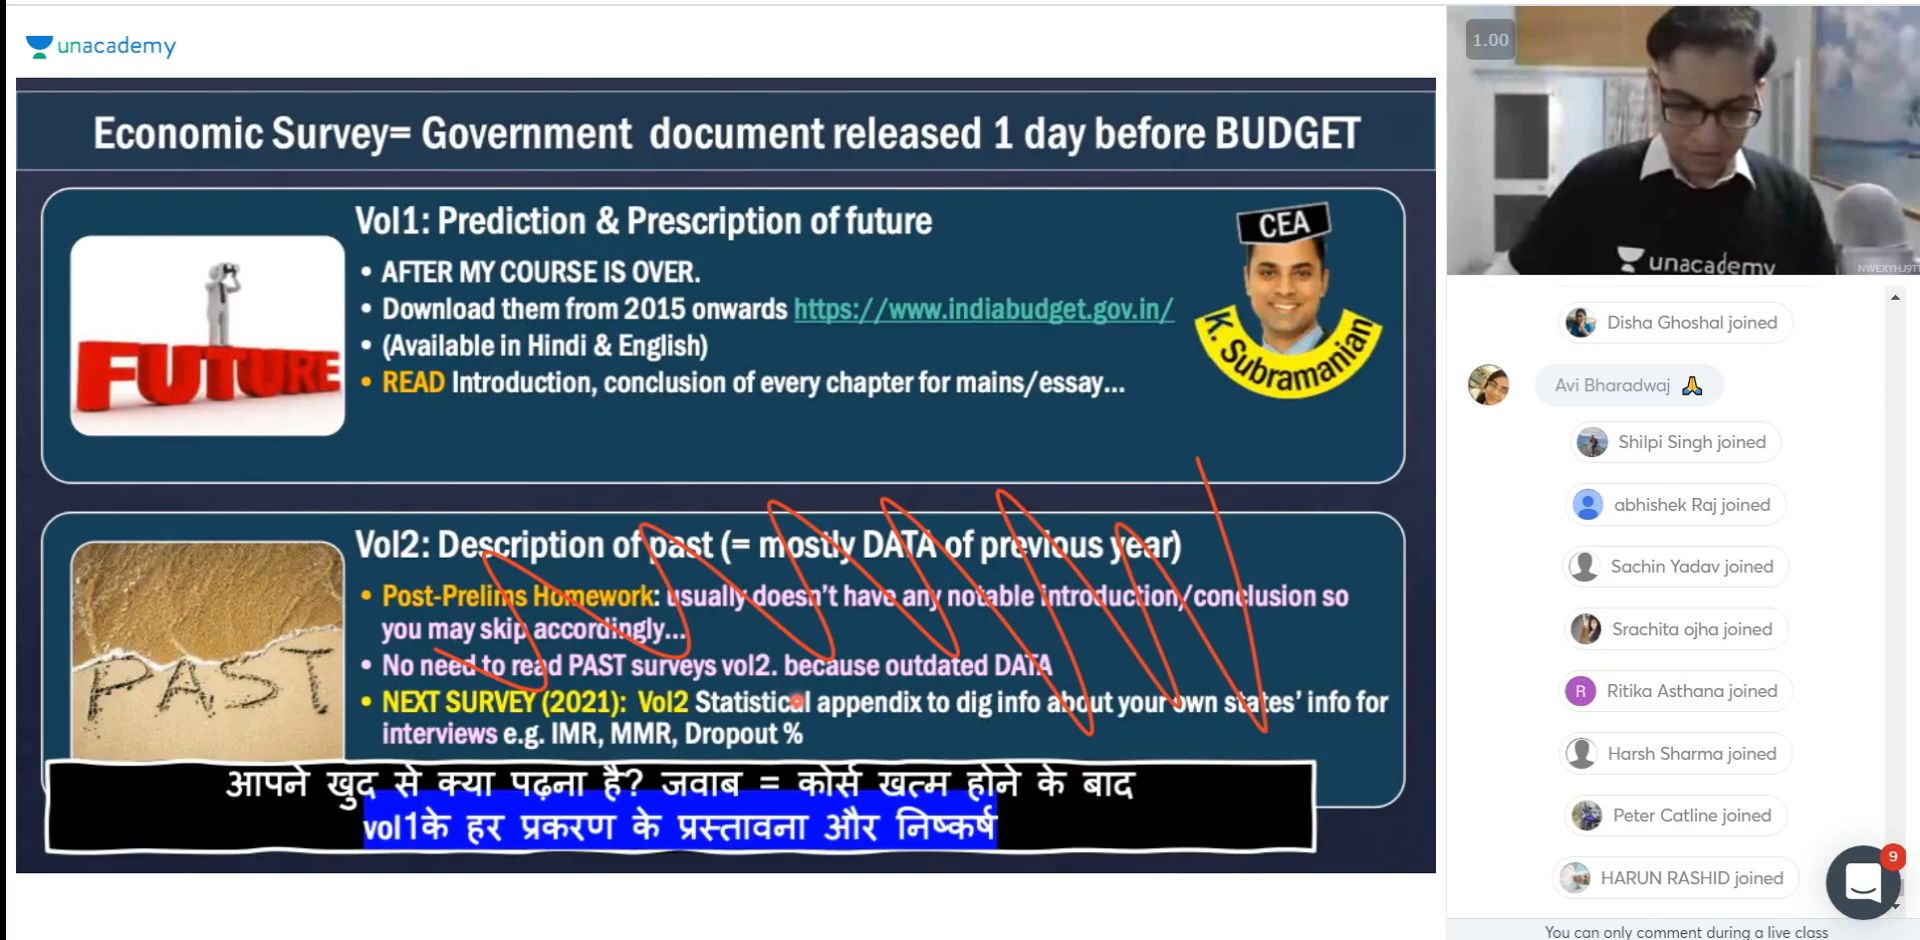 unacademy
Economic Survey= Government document released 1 day before BUDGET
Vol1: Prediction & Prescription of future
• AFTER MY COURSE IS OVER.
• Download them from 2015 onwards https://www.indiabudget.gov.in/
• (Available in Hindi & English)
• READ Introduction, conclusion of every chapter for mains/essay...
FUTURE
CEA
K. Subramanian
Vol2: Description of past (= mostly DATA of previous year)
• Post-Prelims Homework: usually doesn't have any notable introduction/conclusion so
you may skip accordingly...
• No need to read PAST surveys vol2. because outdated DATA
• NEXT SURVEY (2021): Vol2 Statistical appendix to dig info about your own states' info for
interviews e.g. IMR, MMR, Dropout %
PAST
आपने खुद से क्या पढ़ना है? जवाब = कोर्स खत्म होने के बाद
vol1के हर प्रकरण के प्रस्तावना और निष्कर्ष
1.00
unacademy
Disha Ghoshal joined
Avi Bharadwaj 🙏
Shilpi Singh joined
abhishek Raj joined
Sachin Yadav joined
Srachita ojha joined
R Ritika Asthana joined
Harsh Sharma joined
Peter Catline joined
HARUN RASHID joined
9
You can only comment during a live class